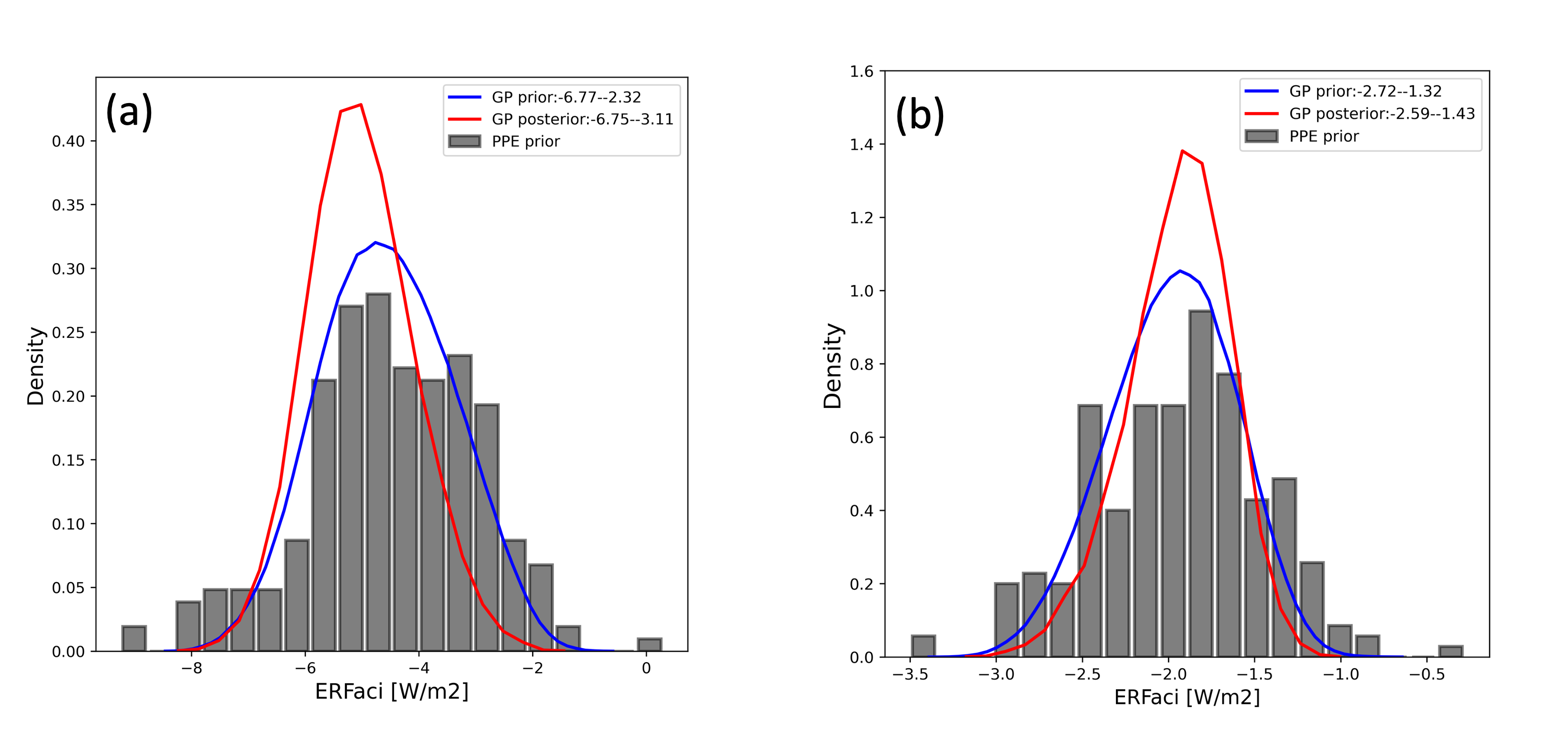 (a)
GP prior:-6.77--2.32
GP posterior:-6.75--3.11
PPE prior
0.40
0.35
0.30
0.25
0.20
0.15
0.10
0.05
0.00
Density
−8
−6
−4
−2
0
ERFaci [W/m2]
(b)
GP prior:-2.72--1.32
GP posterior:-2.59--1.43
PPE prior
1.6
1.4
1.2
1.0
0.8
0.6
0.4
0.2
0.0
Density
−3.5
−3.0
−2.5
−2.0
−1.5
−1.0
−0.5
ERFaci [W/m2]